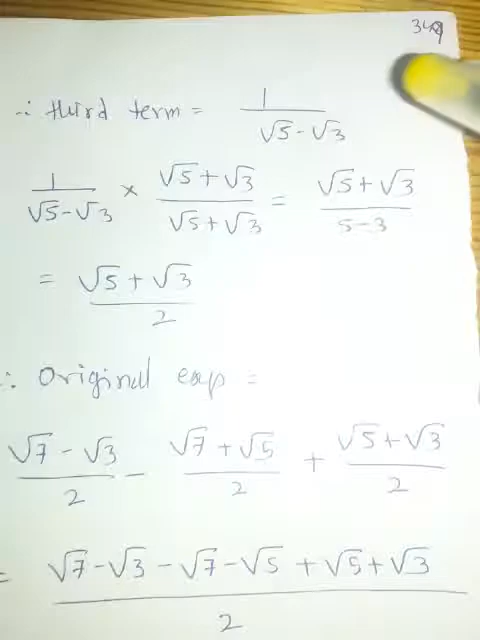 ∴ third term = 1/(√5-√3)
1/(√5-√3) × (√5+√3)/(√5+√3) = (√5+√3)/(5-3)
= (√5+√3)/2
∴ Original exp =
(√7-√3)/2 - (√7+√5)/2 + (√5+√3)/2
= (√7-√3-√7-√5+√5+√3)/2